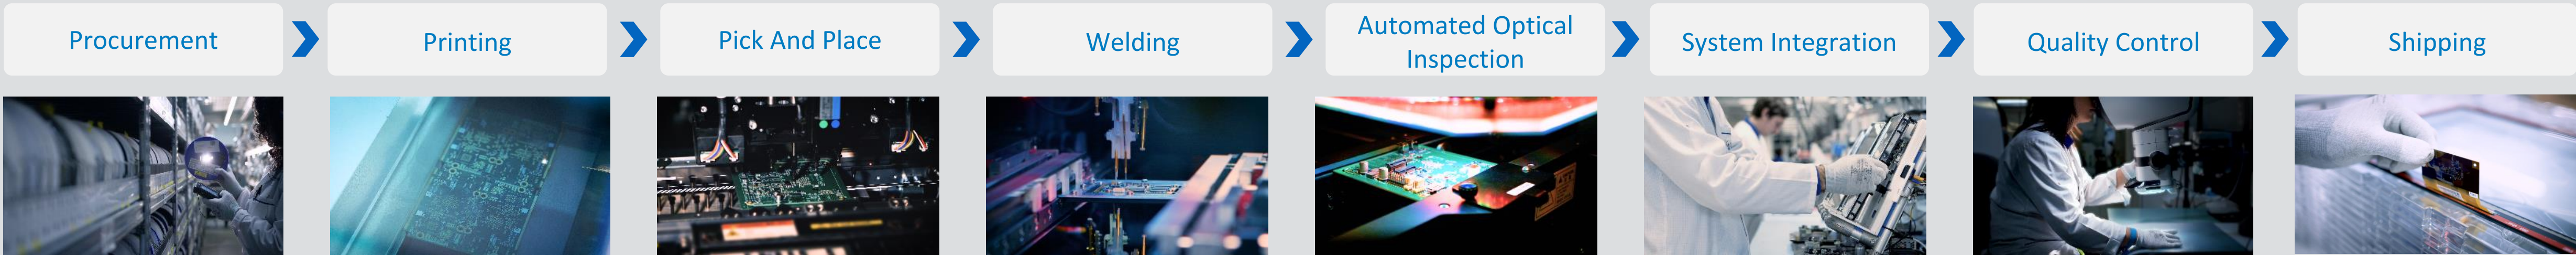 Procurement
Printing
Pick And Place
Welding
Automated Optical
Inspection
System Integration
Quality Control
Shipping